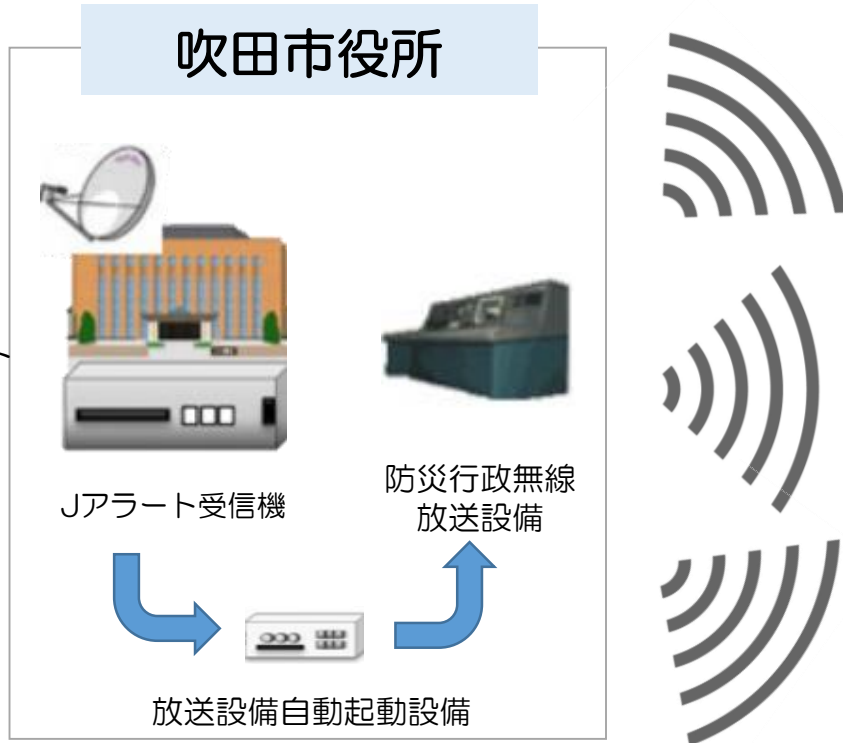 吹田市役所
Jアラート受信機
防災行政無線
放送設備
放送設備自動起動設備